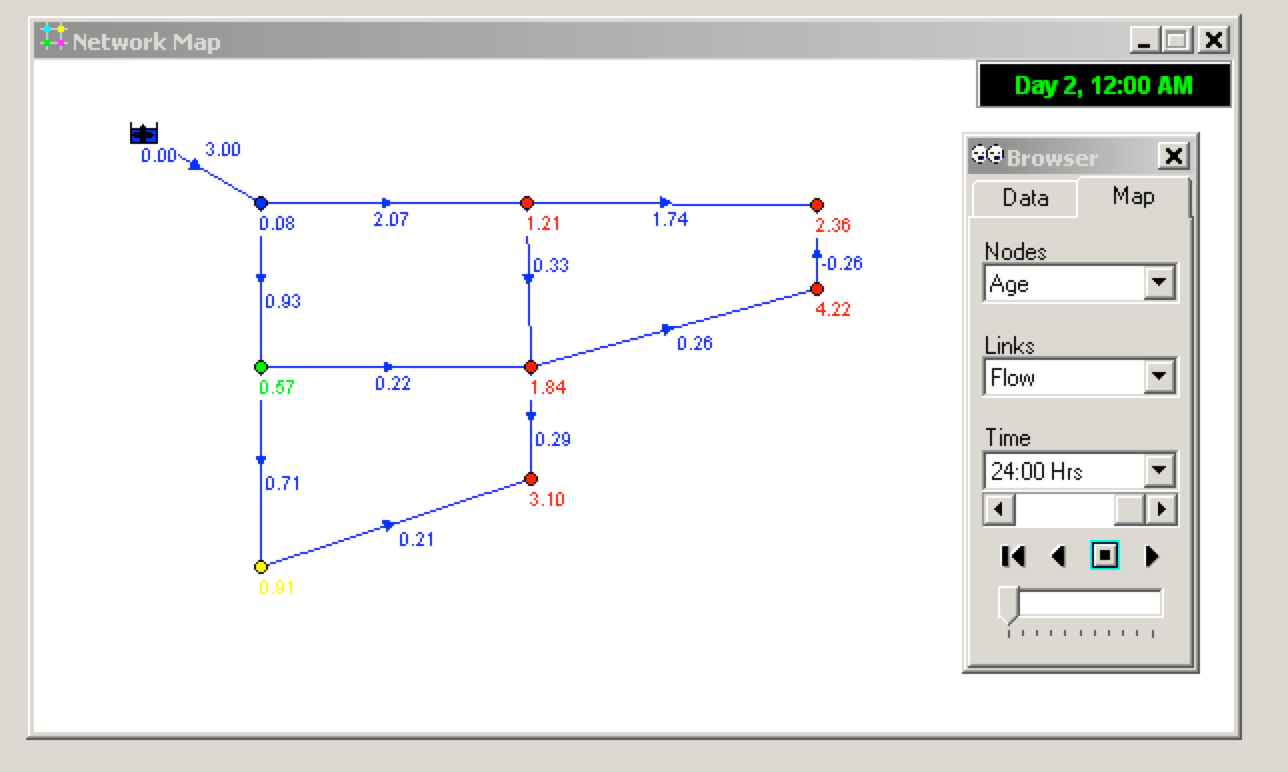 Network Map
Day 2, 12:00 AM
0.00
3.00
0.08
2.07
1.21
1.74
2.36
0.93
0.33
-0.26
4.22
0.57
0.22
1.84
0.26
0.71
0.29
3.10
0.21
0.91
Browser
Data
Map
Nodes
Age
Links
Flow
Time
24:00 Hrs